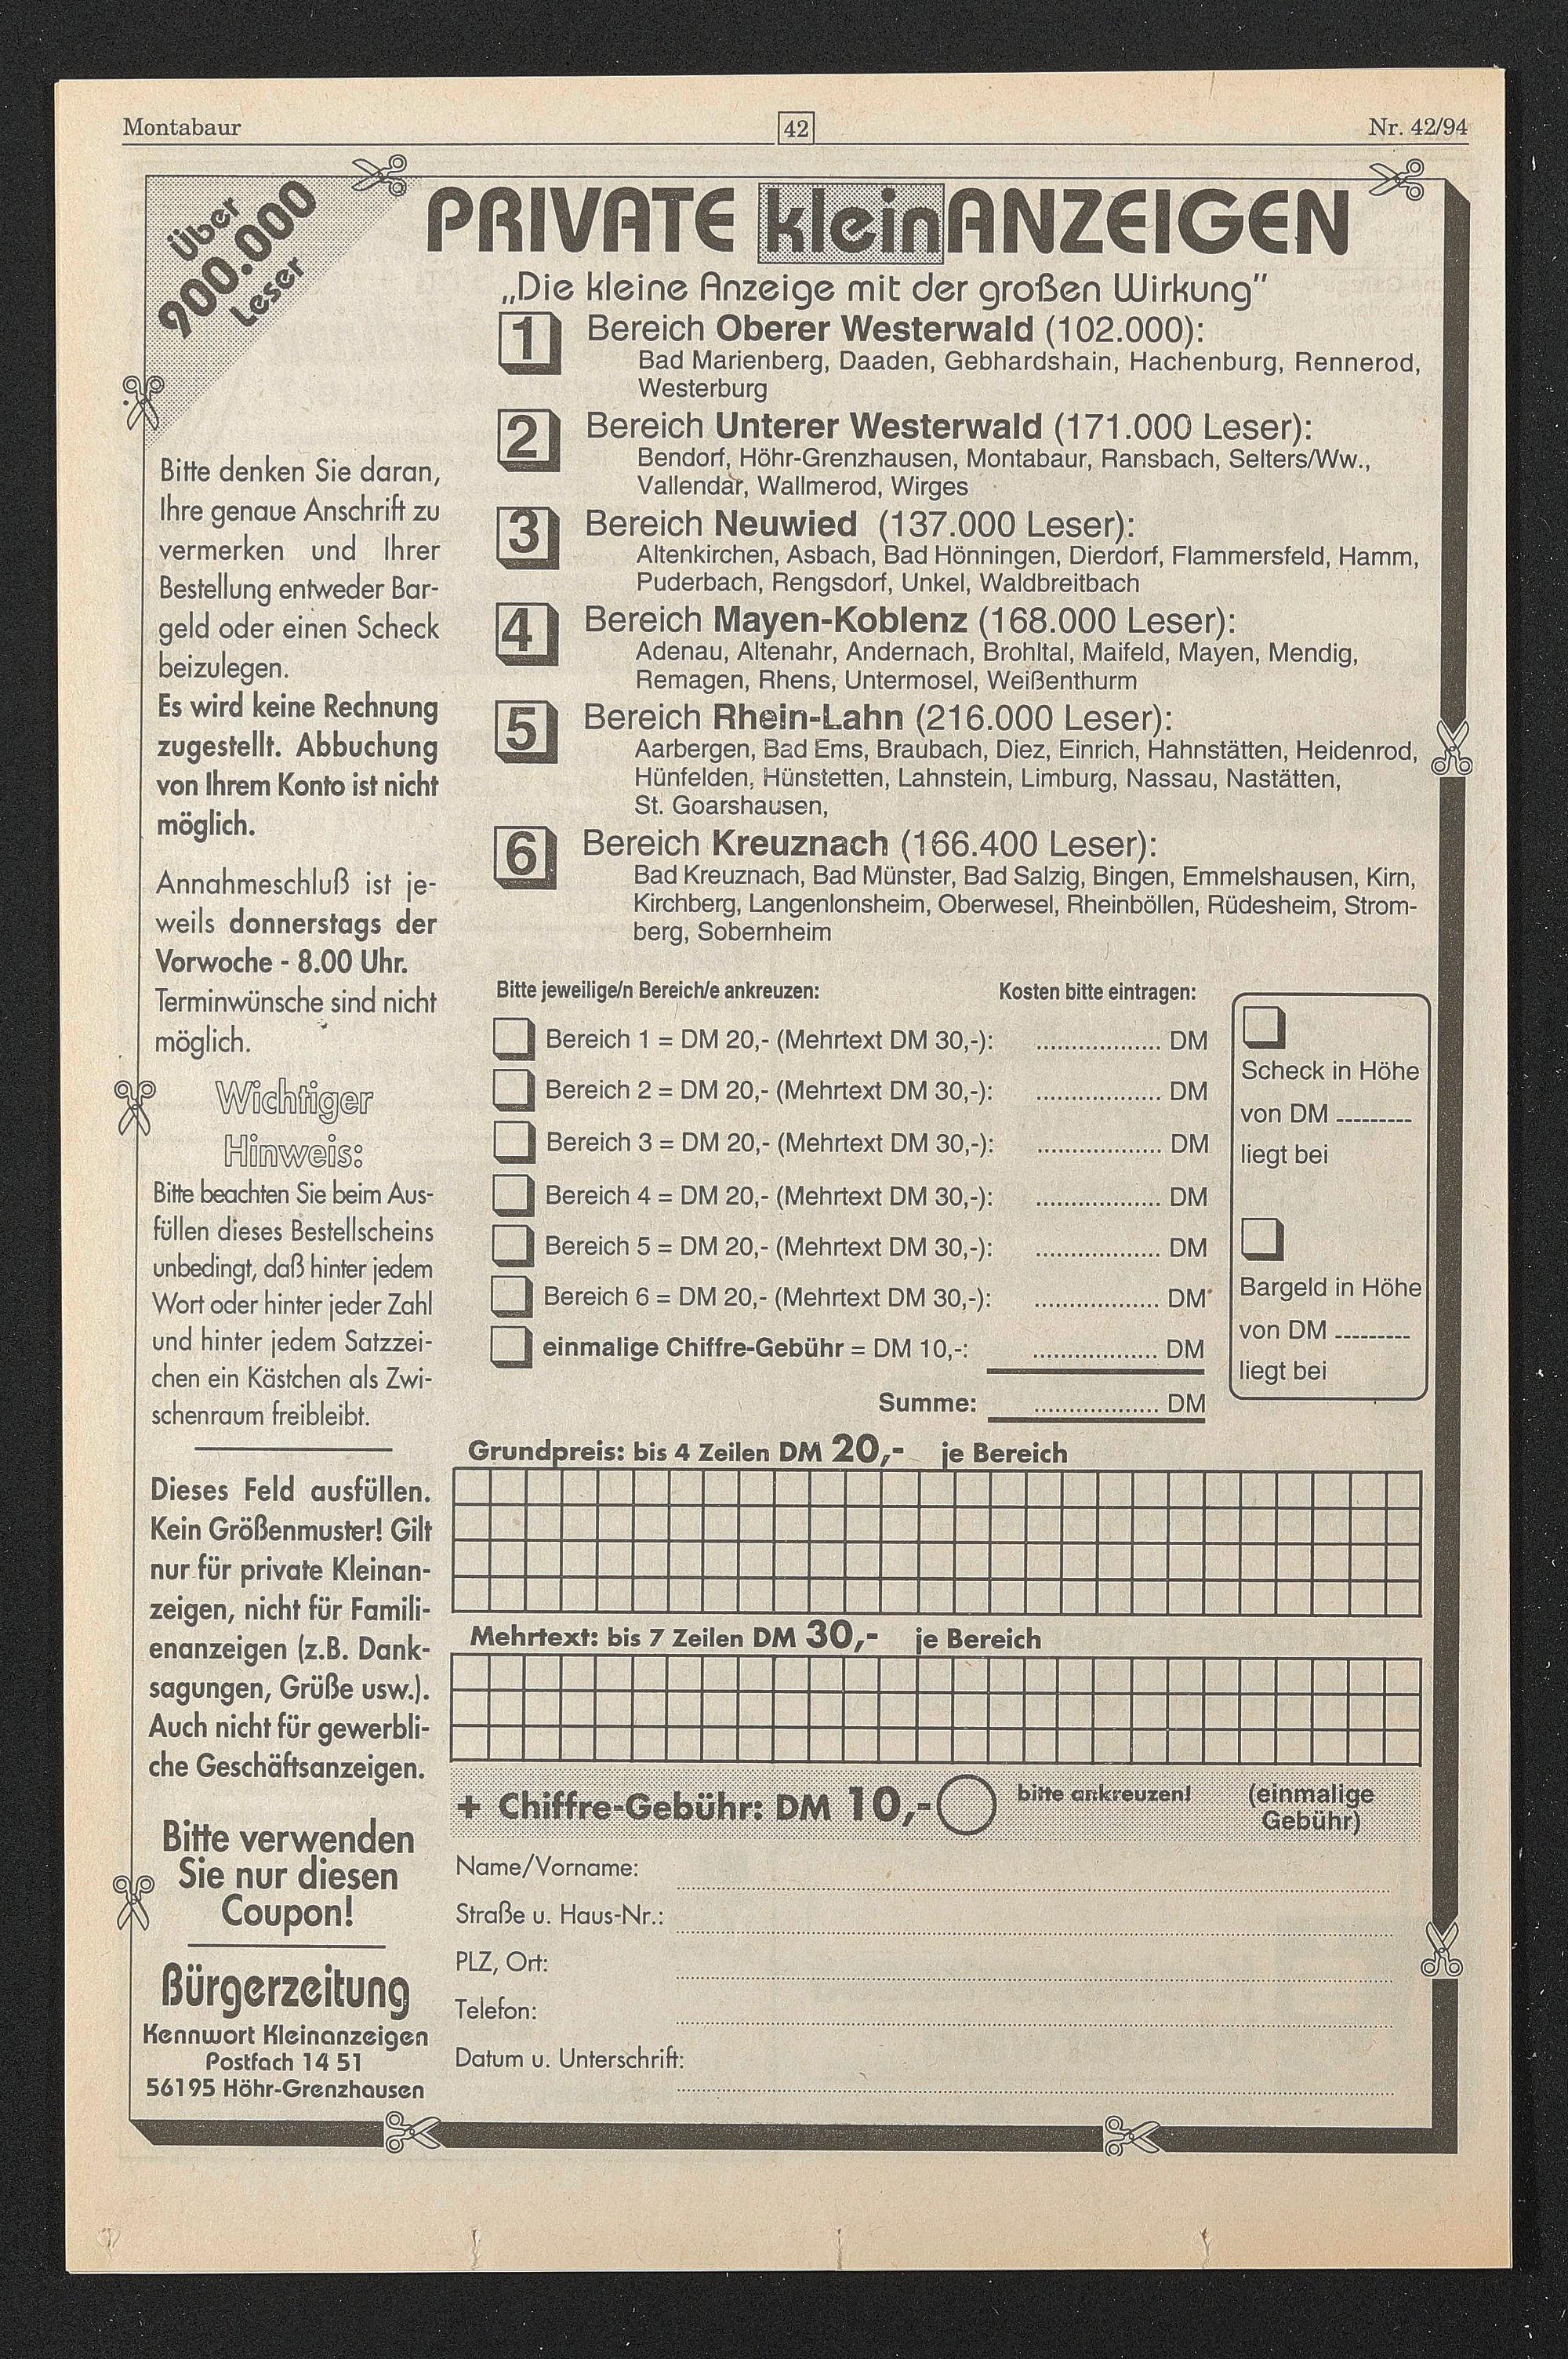 Montabaur
42
Nr. 42/94
Über
900.000
Leser
PRIVATE kleinANZEIGEN
„Die kleine Anzeige mit der großen Wirkung"
1 Bereich Oberer Westerwald (102.000):
Bad Marienberg, Daaden, Gebhardshain, Hachenburg, Rennerod,
Westerburg
2 Bereich Unterer Westerwald (171.000 Leser):
Bendorf, Höhr-Grenzhausen, Montabaur, Ransbach, Selters/Ww.,
Vallendar, Wallmerod, Wirges
3 Bereich Neuwied (137.000 Leser):
Altenkirchen, Asbach, Bad Hönningen, Dierdorf, Flammersfeld, Hamm,
Puderbach, Rengsdorf, Unkel, Waldbreitbach
4 Bereich Mayen-Koblenz (168.000 Leser):
Adenau, Altenahr, Andernach, Brohltal, Maifeld, Mayen, Mendig,
Remagen, Rhens, Untermosel, Weißenthurm
5 Bereich Rhein-Lahn (216.000 Leser):
Aarbergen, Bad Ems, Braubach, Diez, Einrich, Hahnstätten, Heidenrod,
Hünfelden, Hünstetten, Lahnstein, Limburg, Nassau, Nastätten,
St. Goarshausen,
6 Bereich Kreuznach (166.400 Leser):
Bad Kreuznach, Bad Münster, Bad Salzig, Bingen, Emmelshausen, Kirn,
Kirchberg, Langenlonsheim, Oberwesel, Rheinböllen, Rüdesheim, Strom-
berg, Sobernheim
Bitte denken Sie daran,
Ihre genaue Anschrift zu
vermerken und Ihrer
Bestellung entweder Bar-
geld oder einen Scheck
beizulegen.
Es wird keine Rechnung
zugestellt. Abbuchung
von Ihrem Konto ist nicht
möglich.
Annahmeschluß ist je-
weils donnerstags der
Vorwoche - 8.00 Uhr.
Terminwünsche sind nicht
möglich.
Wichtiger
Hinweis:
Bitte beachten Sie beim Aus-
füllen dieses Bestellscheins
unbedingt, daß hinter jedem
Wort oder hinter jeder Zahl
und hinter jedem Satzzei-
chen ein Kästchen als Zwi-
schenraum freibleibt.
Dieses Feld ausfüllen.
Kein Größenmuster! Gilt
nur für private Kleinan-
zeigen, nicht für Famili-
enanzeigen (z.B. Dank-
sagungen, Grüße usw.).
Auch nicht für gewerbli-
che Geschäftsanzeigen.
Bitte verwenden
Sie nur diesen
Coupon!
Bürgerzeitung
Kennwort Kleinanzeigen
Postfach 14 51
56195 Höhr-Grenzhausen
Bitte jeweilige/n Bereich/e ankreuzen: Kosten bitte eintragen:
Bereich 1 = DM 20,- (Mehrtext DM 30,-): .................. DM
Bereich 2 = DM 20,- (Mehrtext DM 30,-): .................. DM
Bereich 3 = DM 20,- (Mehrtext DM 30,-): .................. DM
Bereich 4 = DM 20,- (Mehrtext DM 30,-): .................. DM
Bereich 5 = DM 20,- (Mehrtext DM 30,-): .................. DM
Bereich 6 = DM 20,- (Mehrtext DM 30,-): .................. DM
einmalige Chiffre-Gebühr = DM 10,-: .................. DM
Summe: .................. DM
Scheck in Höhe
von DM ---------
liegt bei
Bargeld in Höhe
von DM ---------
liegt bei
Grundpreis: bis 4 Zeilen DM 20,- je Bereich
Mehrtext: bis 7 Zeilen DM 30,- je Bereich
+ Chiffre-Gebühr: DM 10,- bitte ankreuzen! (einmalige
Gebühr)
Name/Vorname:
Straße u. Haus-Nr.:
PLZ, Ort:
Telefon:
Datum u. Unterschrift: